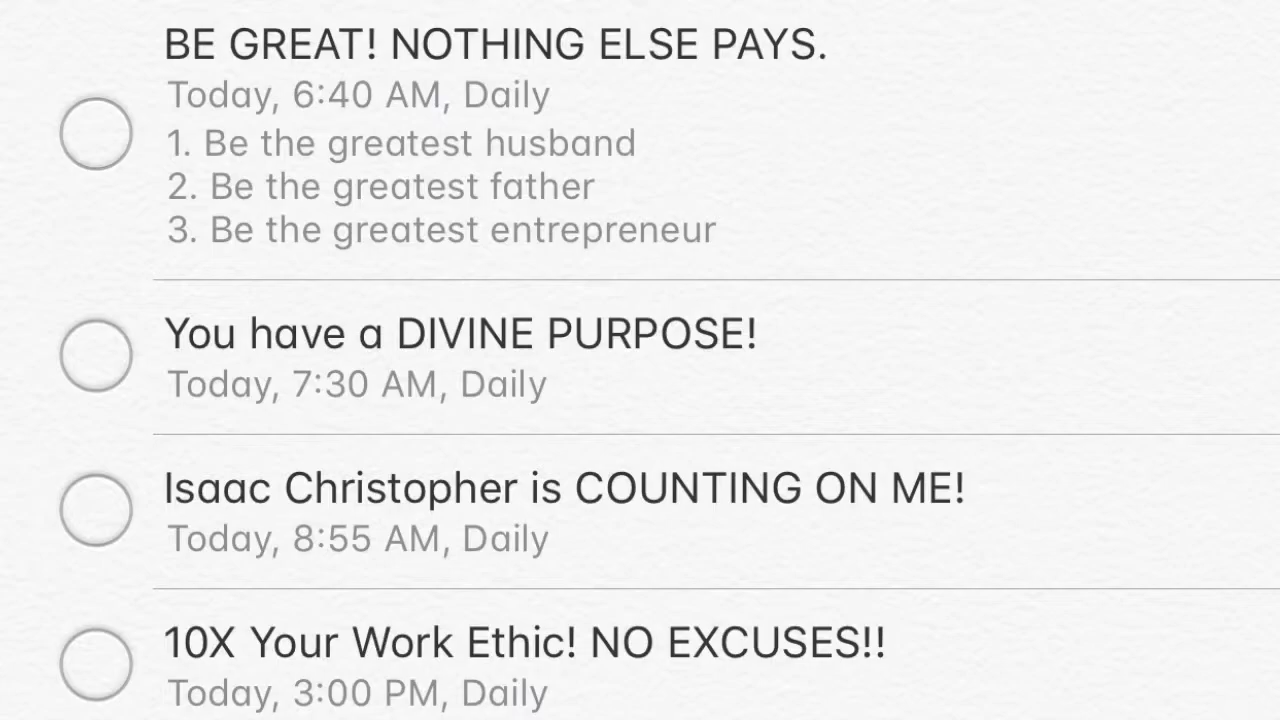 BE GREAT! NOTHING ELSE PAYS.
Today, 6:40 AM, Daily
1. Be the greatest husband
2. Be the greatest father
3. Be the greatest entrepreneur
You have a DIVINE PURPOSE!
Today, 7:30 AM, Daily
Isaac Christopher is COUNTING ON ME!
Today, 8:55 AM, Daily
10X Your Work Ethic! NO EXCUSES!!
Today, 3:00 PM, Daily